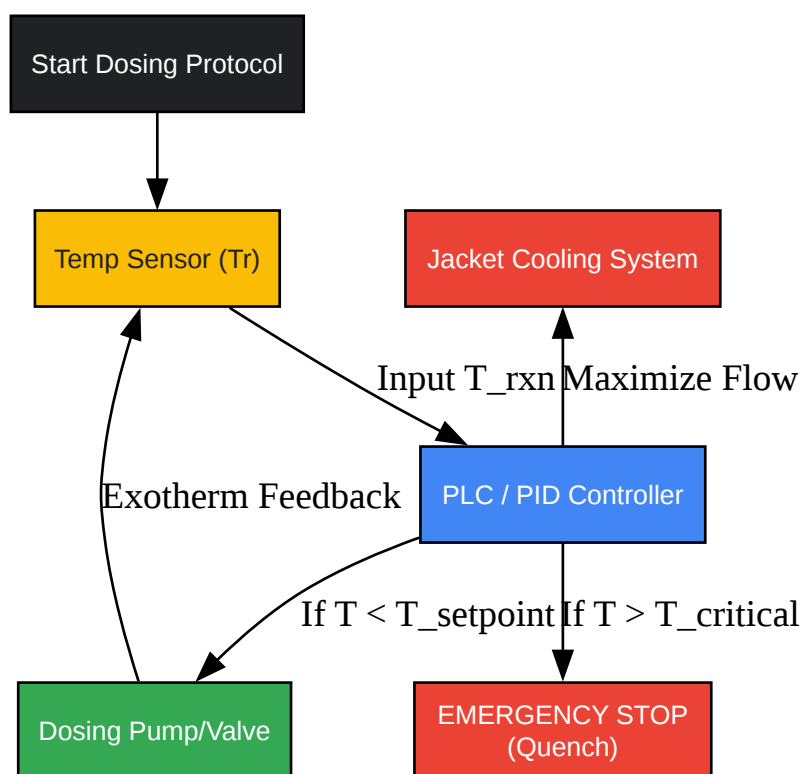 Start Dosing Protocol
Temp Sensor (Tr)
Jacket Cooling System
Input T_rxn
Maximize Flow
PLC / PID Controller
Exotherm Feedback
If T < T_setpoint
If T > T_critical
Dosing Pump/Valve
EMERGENCY STOP
(Quench)